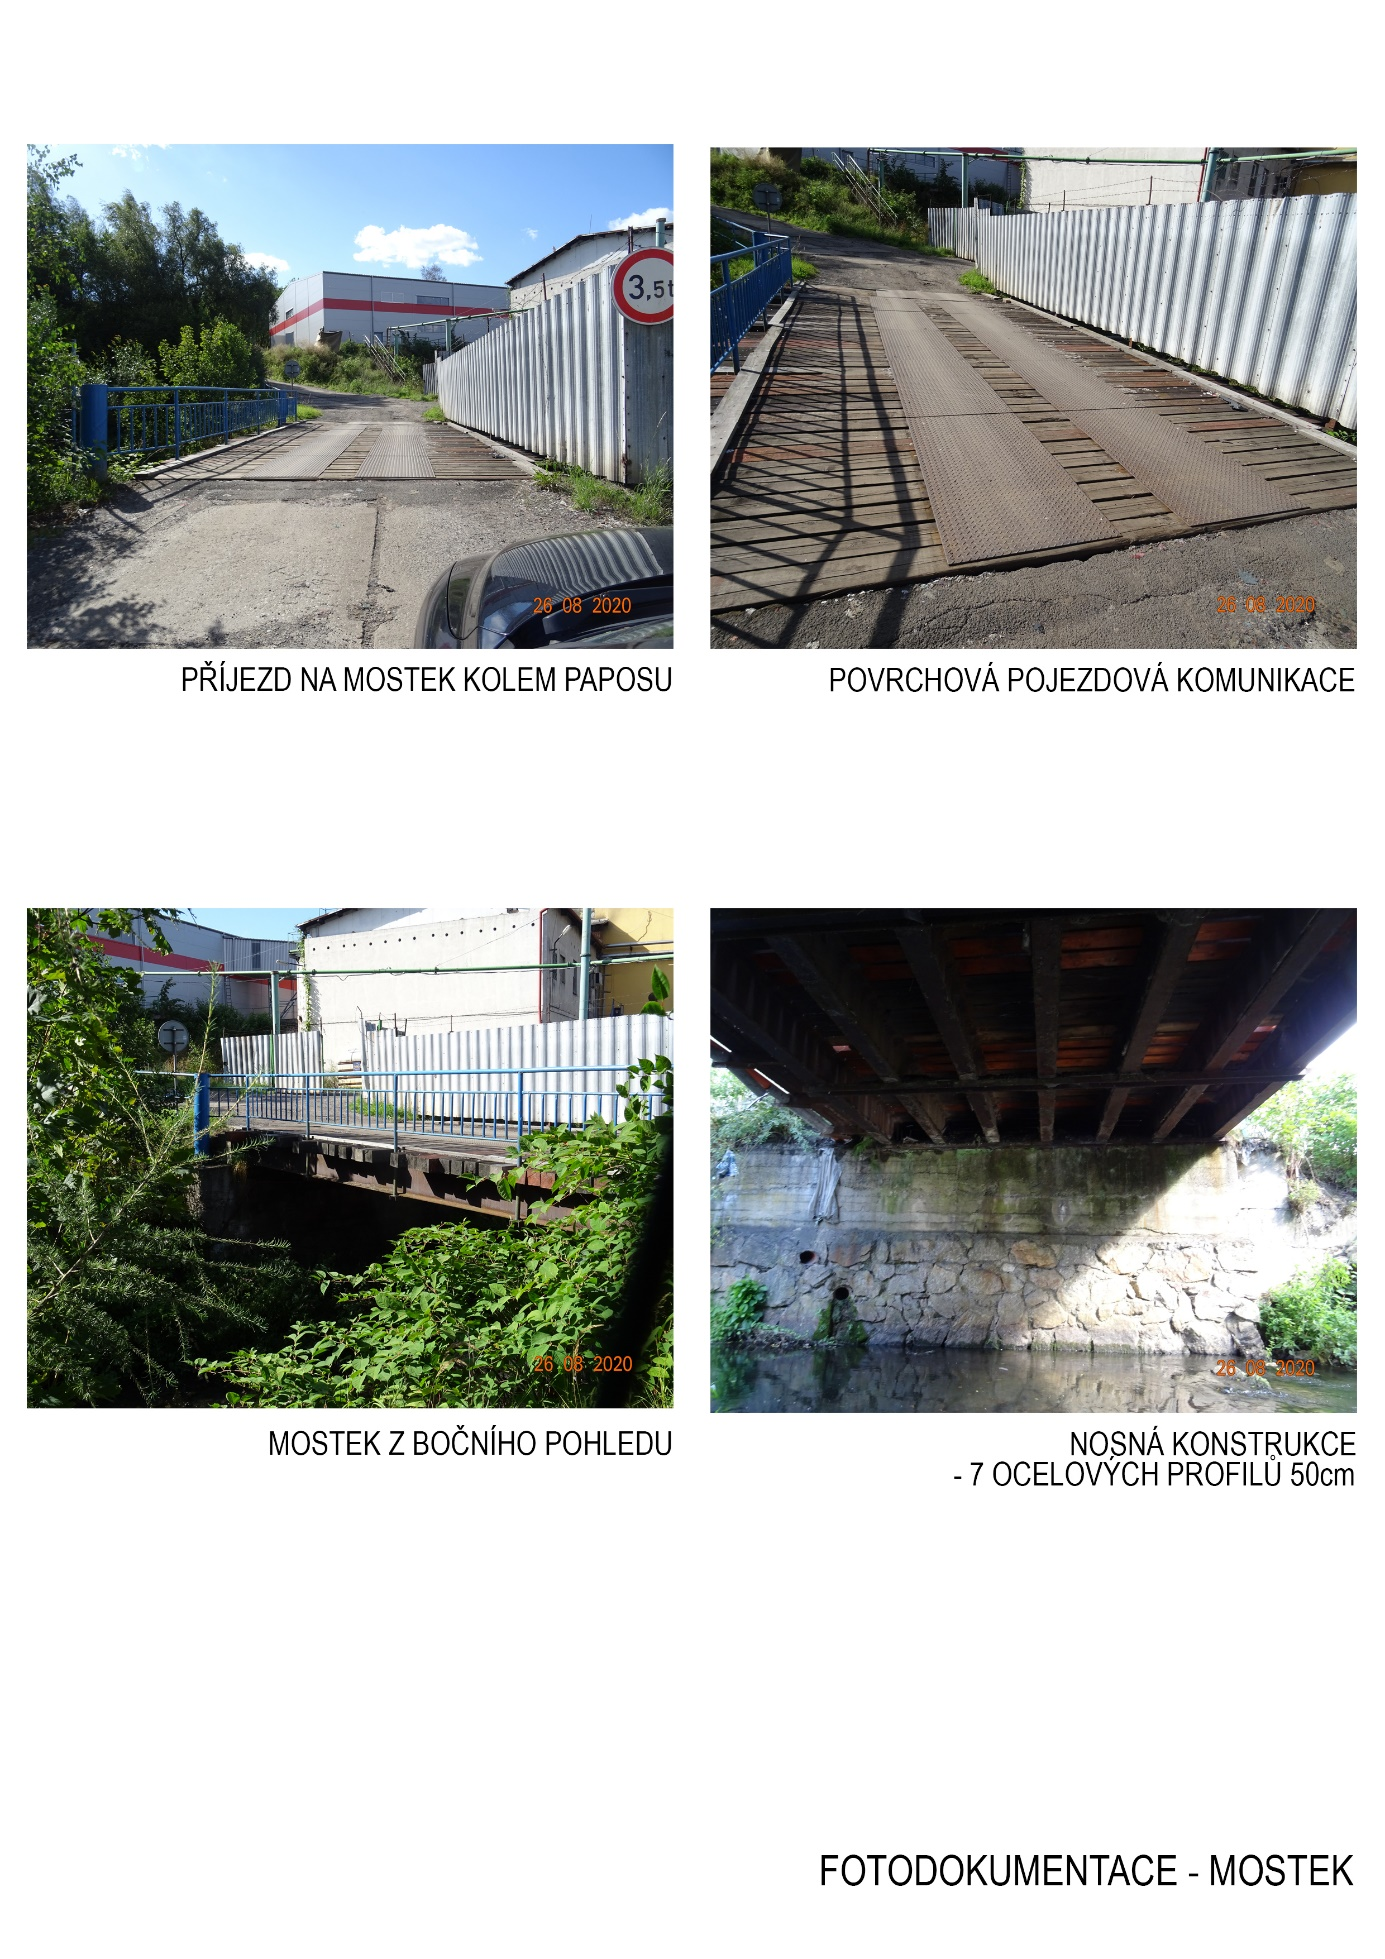 3,5t
26 08 2020
PŘÍJEZD NA MOSTEK KOLEM PAPOSU
26 08 2020
POVRCHOVÁ POJEZDOVÁ KOMUNIKACE
26 08 2020
MOSTEK Z BOČNÍHO POHLEDU
26 08 2020
NOSNÁ KONSTRUKCE
- 7 OCELOVÝCH PROFILŮ 50cm
FOTODOKUMENTACE - MOSTEK